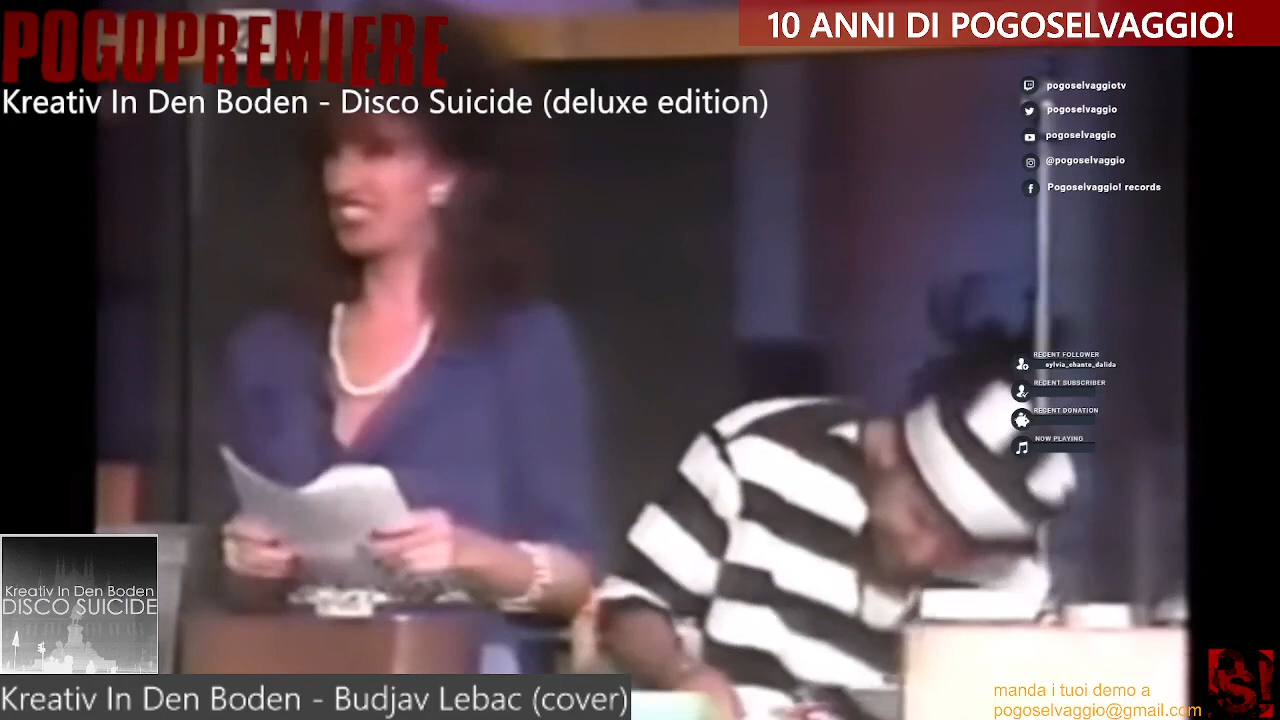 POGOPREMIERE
10 ANNI DI POGOSELVAGGIO!
Kreativ In Den Boden - Disco Suicide (deluxe edition)
pogoselvaggiotv
pogoselvaggio
pogoselvaggio
@pogoselvaggio
Pogoselvaggio! records
RECENT FOLLOWER
sylvia_chante_dalida
RECENT SUBSCRIBER
RECENT DONATION
NOW PLAYING
Kreativ In Den Boden
DISCO SUICIDE
Kreativ In Den Boden - Budjav Lebac (cover)
manda i tuoi demo a
pogoselvaggio@gmail.com
PS!